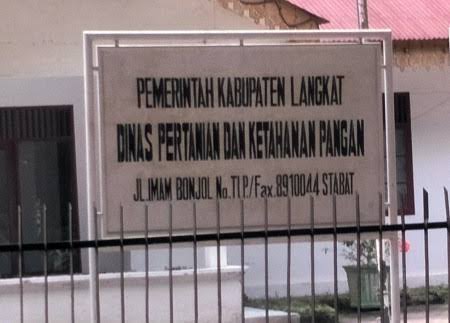 PEMERINTAH KABUPATEN LANGKAT
DINAS PERTANIAN DAN KETAHANAN PANGAN
JL.IMAM BONJOL No. TLP/Fax.8910044 STABAT